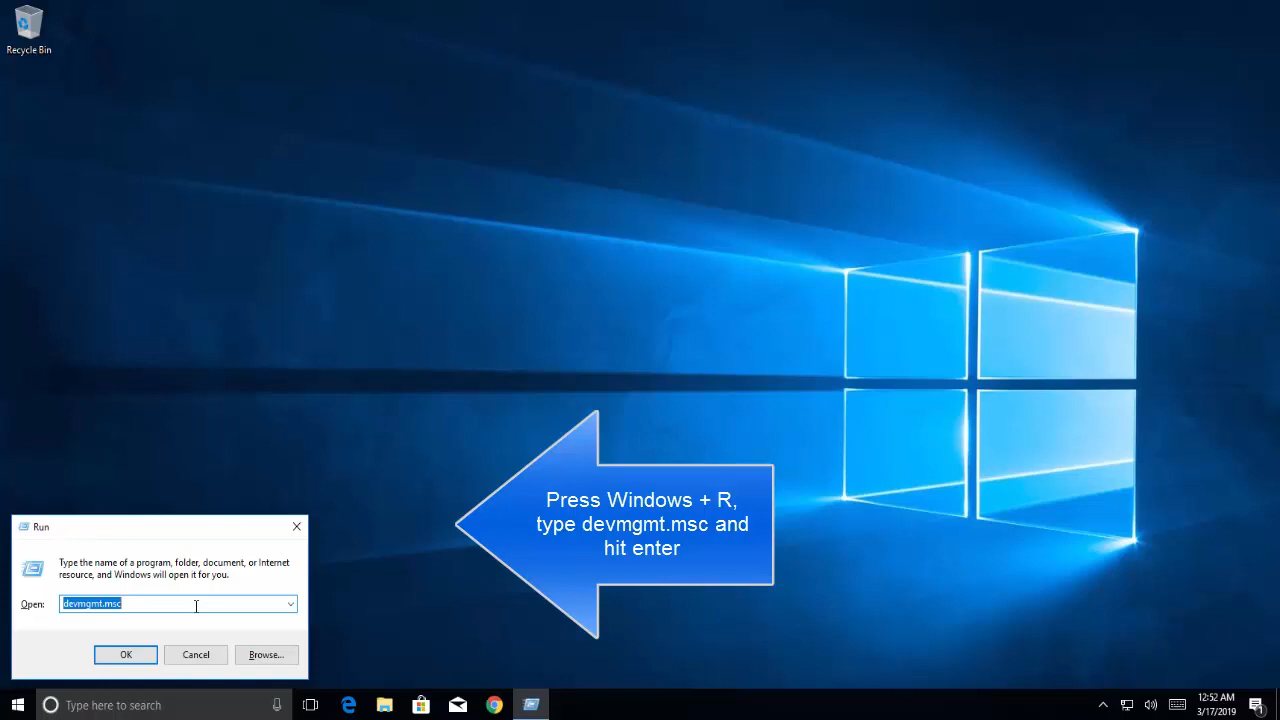 Recycle Bin
Press Windows + R,
type devmgmt.msc and
hit enter
Run
Type the name of a program, folder, document, or Internet
resource, and Windows will open it for you.
Open: devmgmt.msc
OK Cancel Browse...
Type here to search
12:52 AM
3/17/2019
1